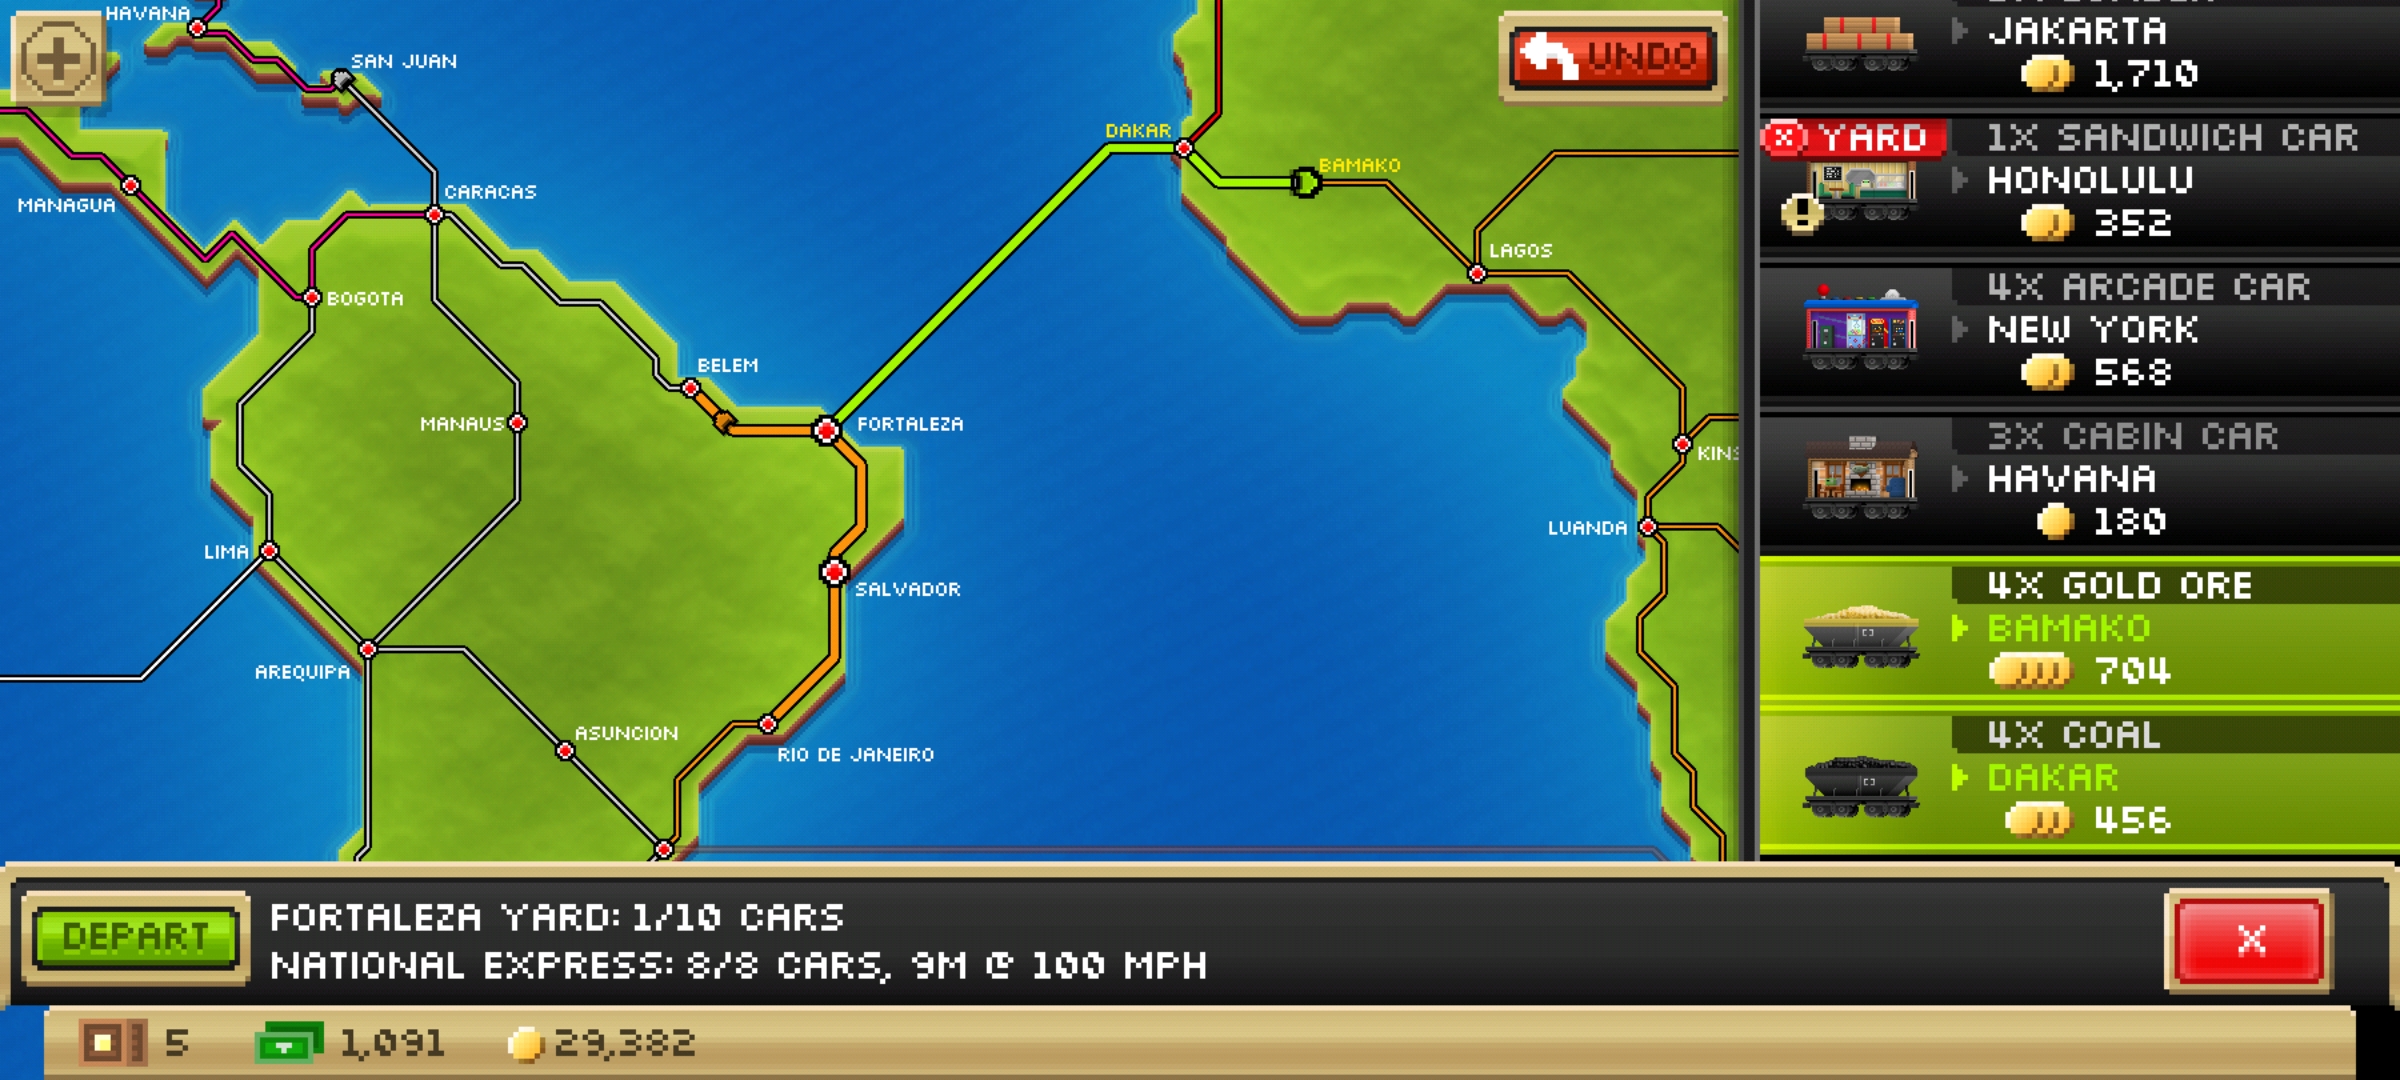 HAVANA
SAN JUAN
MANAGUA
CARACAS
BOGOTA
BELEM
MANAUS
FORTALEZA
LIMA
SALVADOR
AREQUIPA
ASUNCION
RIO DE JANEIRO
DAKAR
BAMAKO
LAGOS
KINS
LUANDA
UNDO
JAKARTA
1,710
YARD
1X SANDWICH CAR
HONOLULU
352
4X ARCADE CAR
NEW YORK
568
3X CABIN CAR
HAVANA
180
4X GOLD ORE
BAMAKO
704
4X COAL
DAKAR
456
DEPART
FORTALEZA YARD: 1/10 CARS
NATIONAL EXPRESS: 8/8 CARS, 9M @ 100 MPH
X
5
1,091
29,382